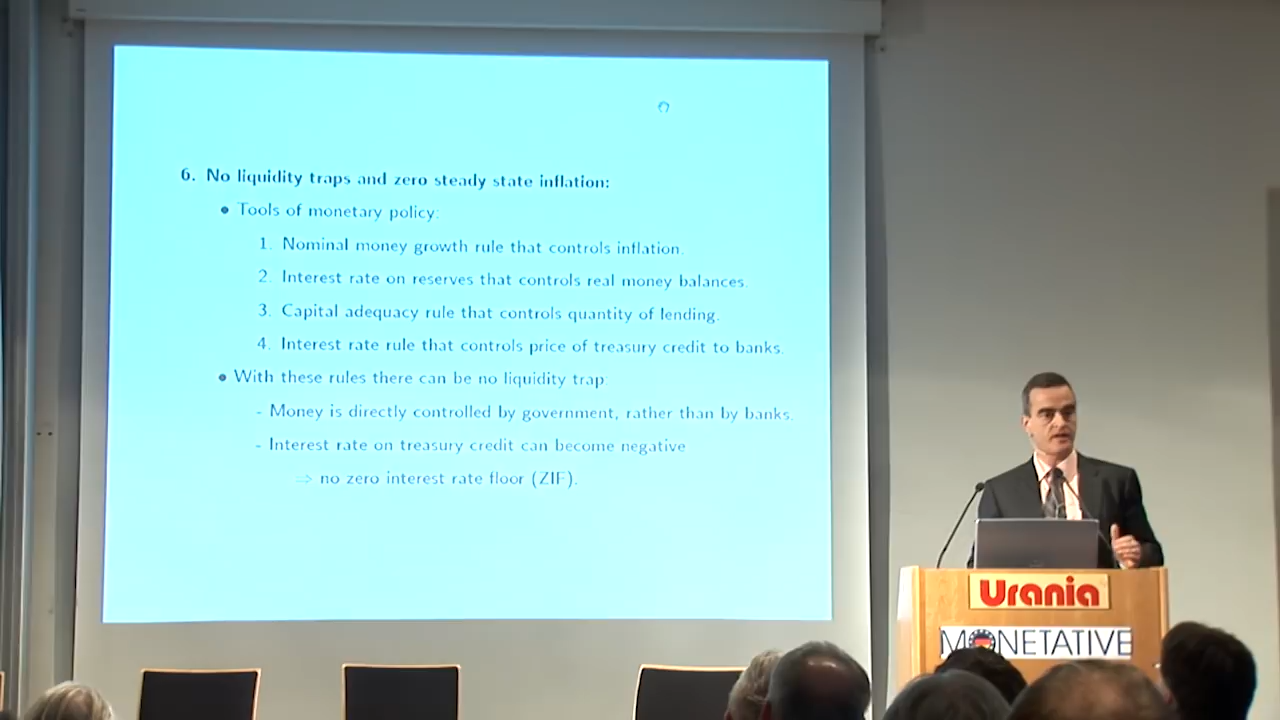 6. No liquidity traps and zero steady state inflation:
• Tools of monetary policy:
1. Nominal money growth rule that controls inflation.
2. Interest rate on reserves that controls real money balances.
3. Capital adequacy rule that controls quantity of lending.
4. Interest rate rule that controls price of treasury credit to banks.
• With these rules there can be no liquidity trap
- Money is directly controlled by government, rather than by banks.
- Interest rate on treasury credit can become negative
⇒ no zero interest rate floor (ZIF).
Urania
MONETATIVE